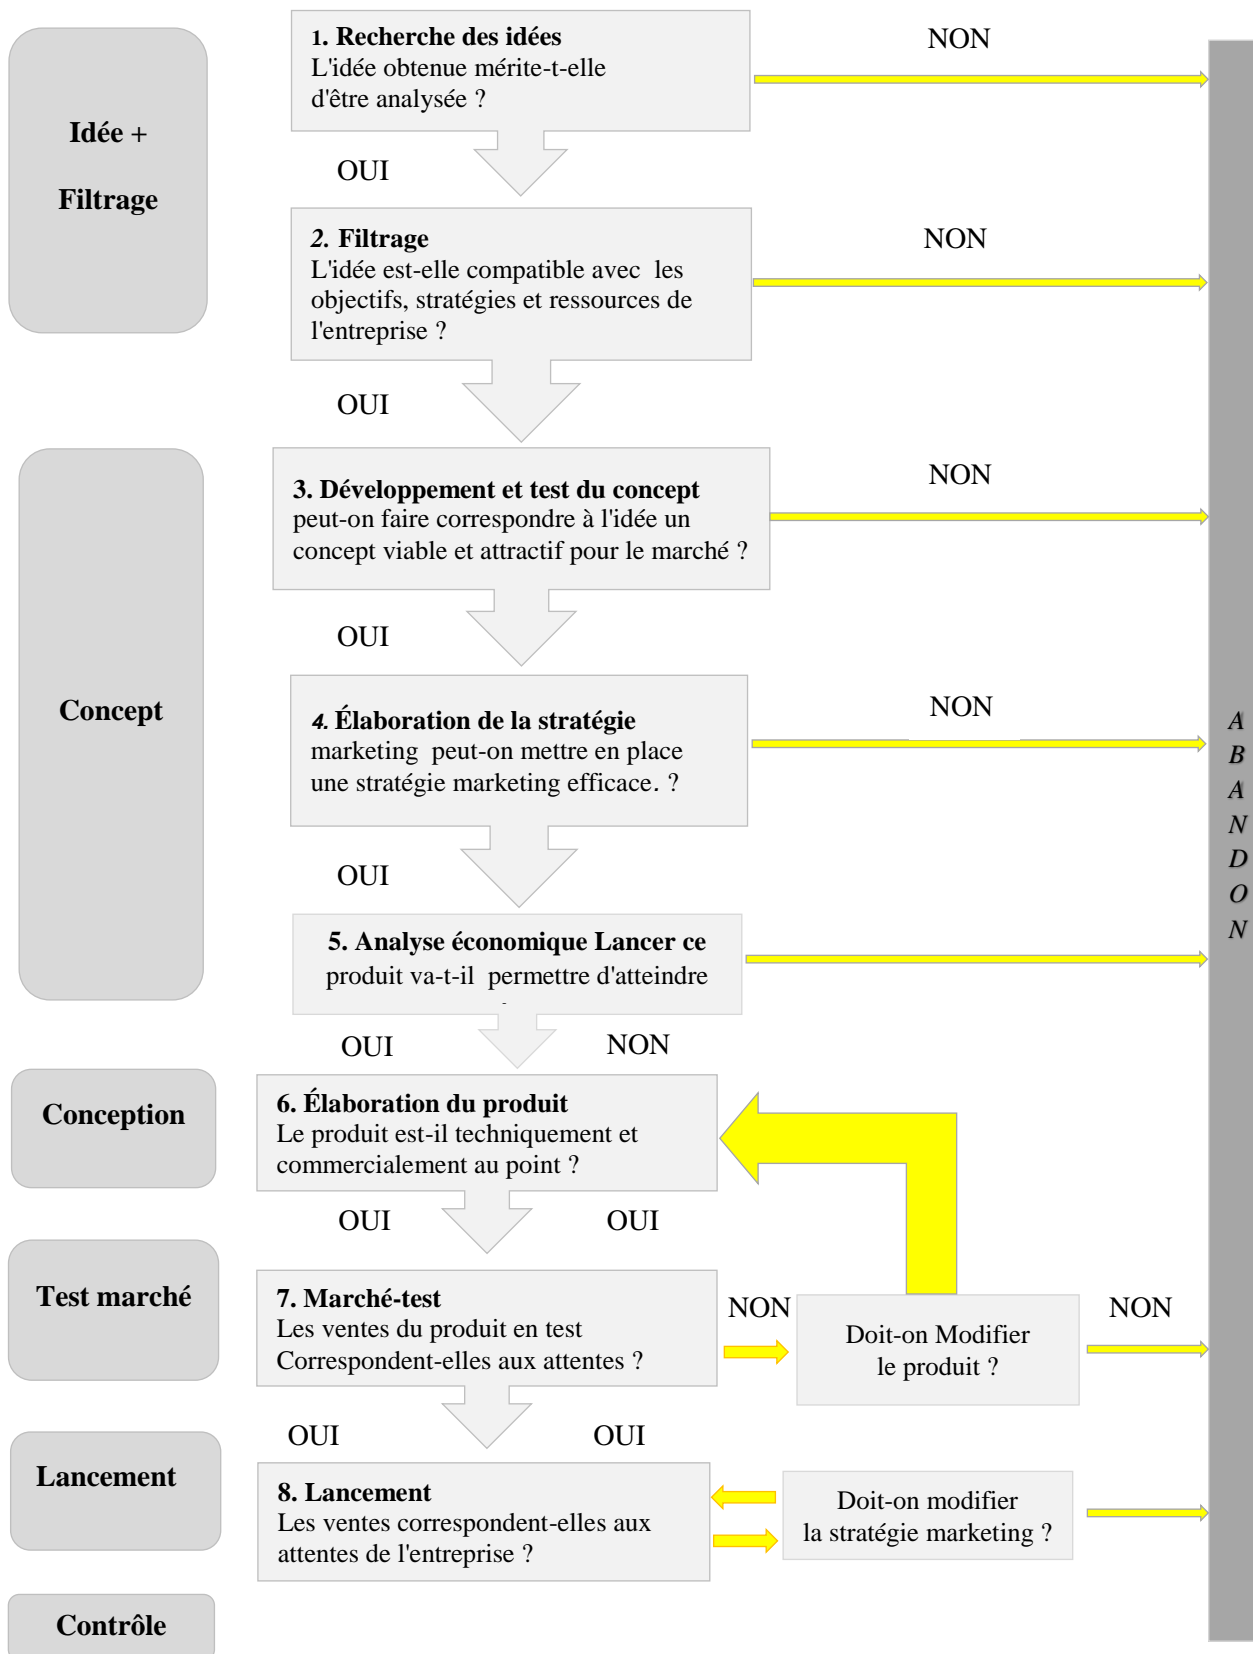 1. Recherche des idées
L'idée obtenue mérite-t-elle
d'être analysée ?
NON
Idée +
Filtrage
OUI
2. Filtrage
L'idée est-elle compatible avec les
objectifs, stratégies et ressources de
l'entreprise ?
NON
OUI
3. Développement et test du concept
peut-on faire correspondre à l'idée un
concept viable et attractif pour le marché ?
NON
OUI
Concept
4. Élaboration de la stratégie
marketing peut-on mettre en place
une stratégie marketing efficace. ?
NON
A
B
A
N
D
O
N
OUI
5. Analyse économique Lancer ce
produit va-t-il permettre d'atteindre
OUI
NON
Conception
6. Élaboration du produit
Le produit est-il techniquement et
commercialement au point ?
OUI
OUI
Test marché
7. Marché-test
Les ventes du produit en test
Correspondent-elles aux attentes ?
NON
Doit-on Modifier
le produit ?
NON
OUI
OUI
Lancement
8. Lancement
Les ventes correspondent-elles aux
attentes de l'entreprise ?
Doit-on modifier
la stratégie marketing ?
Contrôle